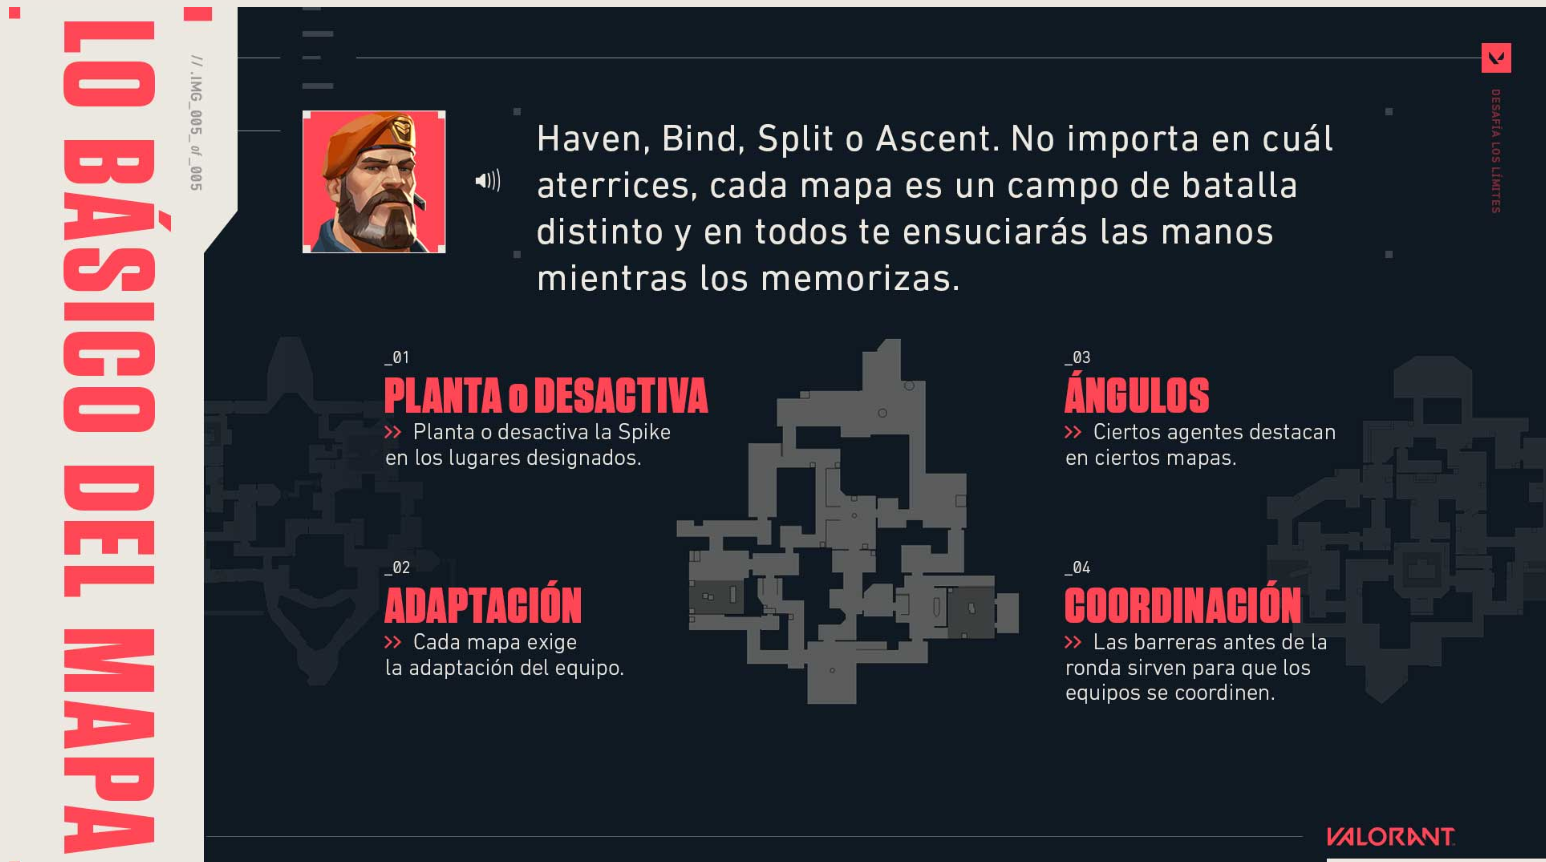 LO BÁSICO DEL MAPA
// .IMG_005_of_005
DESAFÍA LOS LÍMITES
Haven, Bind, Split o Ascent. No importa en cuál
aterrices, cada mapa es un campo de batalla
distinto y en todos te ensuciarás las manos
mientras los memorizas.
_01
PLANTA o DESACTIVA
>> Planta o desactiva la Spike
en los lugares designados.
_02
ADAPTACIÓN
>> Cada mapa exige
la adaptación del equipo.
_03
ÁNGULOS
>> Ciertos agentes destacan
en ciertos mapas.
_04
COORDINACIÓN
>> Las barreras antes de la
ronda sirven para que los
equipos se coordinen.
VALORANT